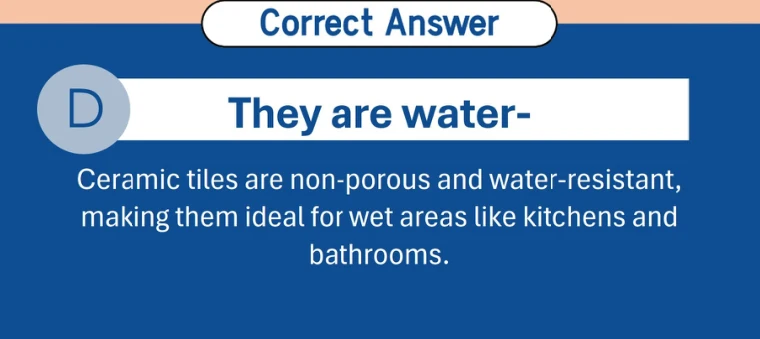 Correct Answer
D
They are water-
Ceramic tiles are non-porous and water-resistant,
making them ideal for wet areas like kitchens and
bathrooms.